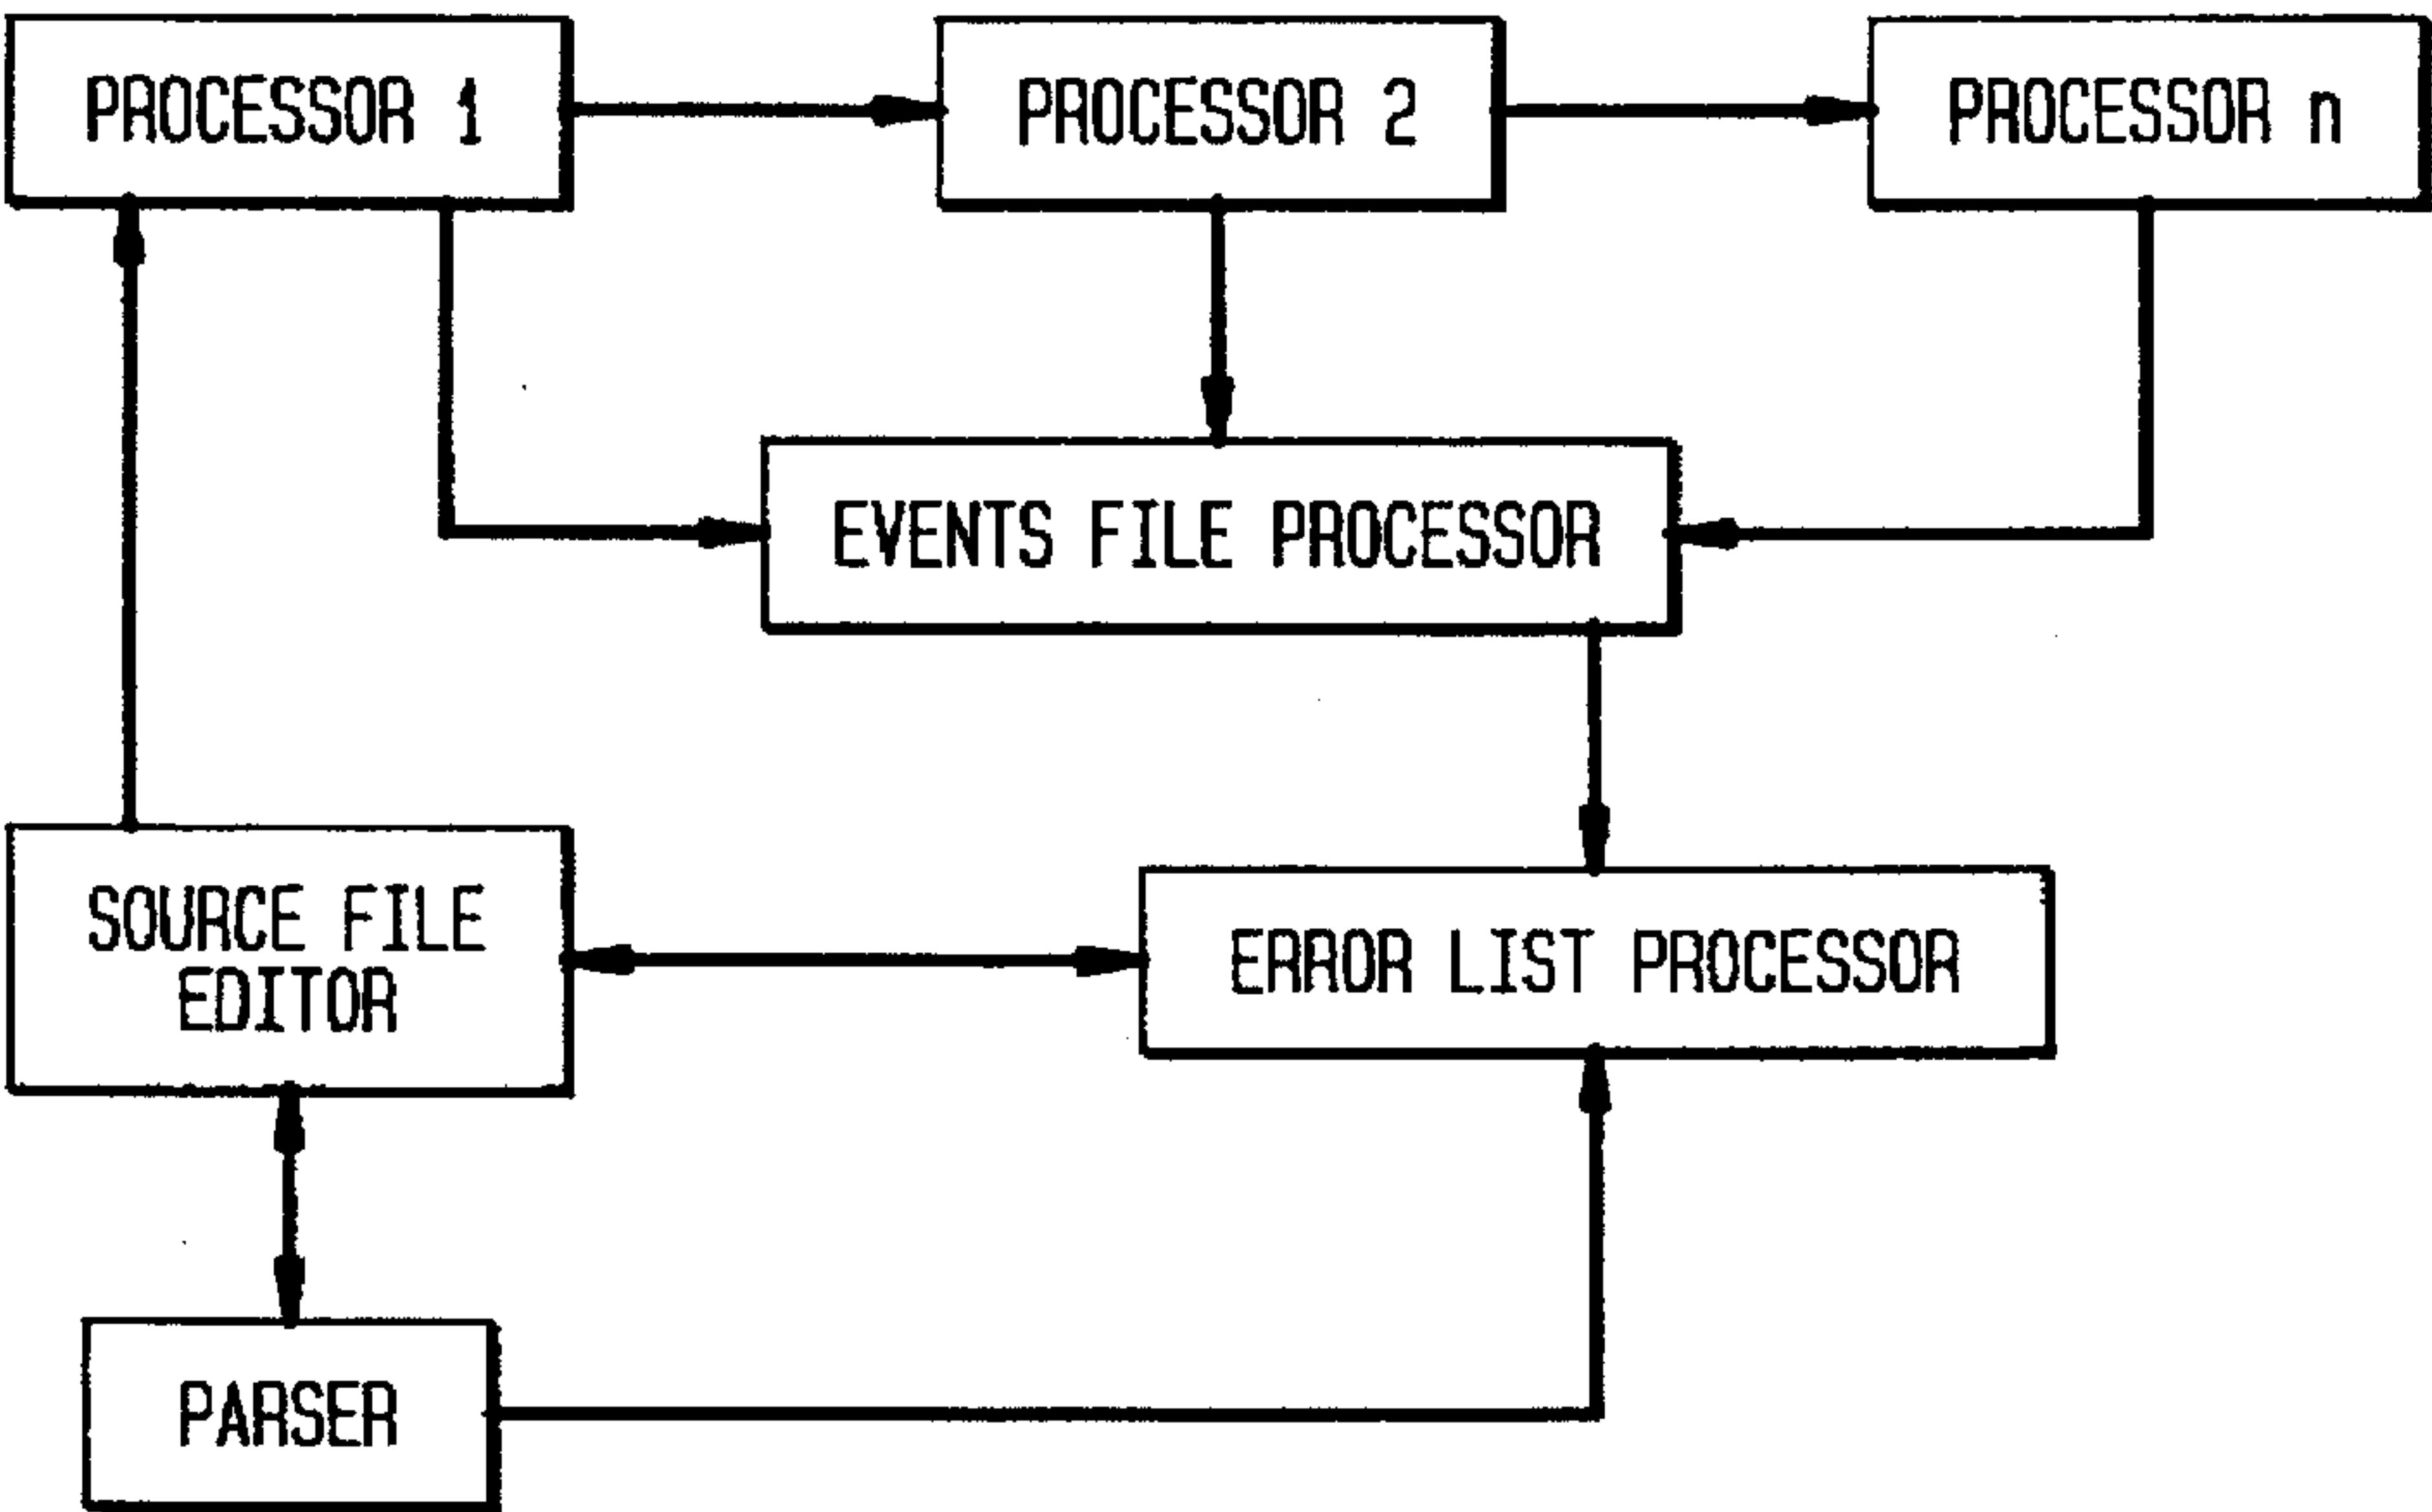 PROCESSOR 1
PROCESSOR 2
PROCESSOR n
EVENTS FILE PROCESSOR
SOURCE FILE
EDITOR
ERROR LIST PROCESSOR
PARSER